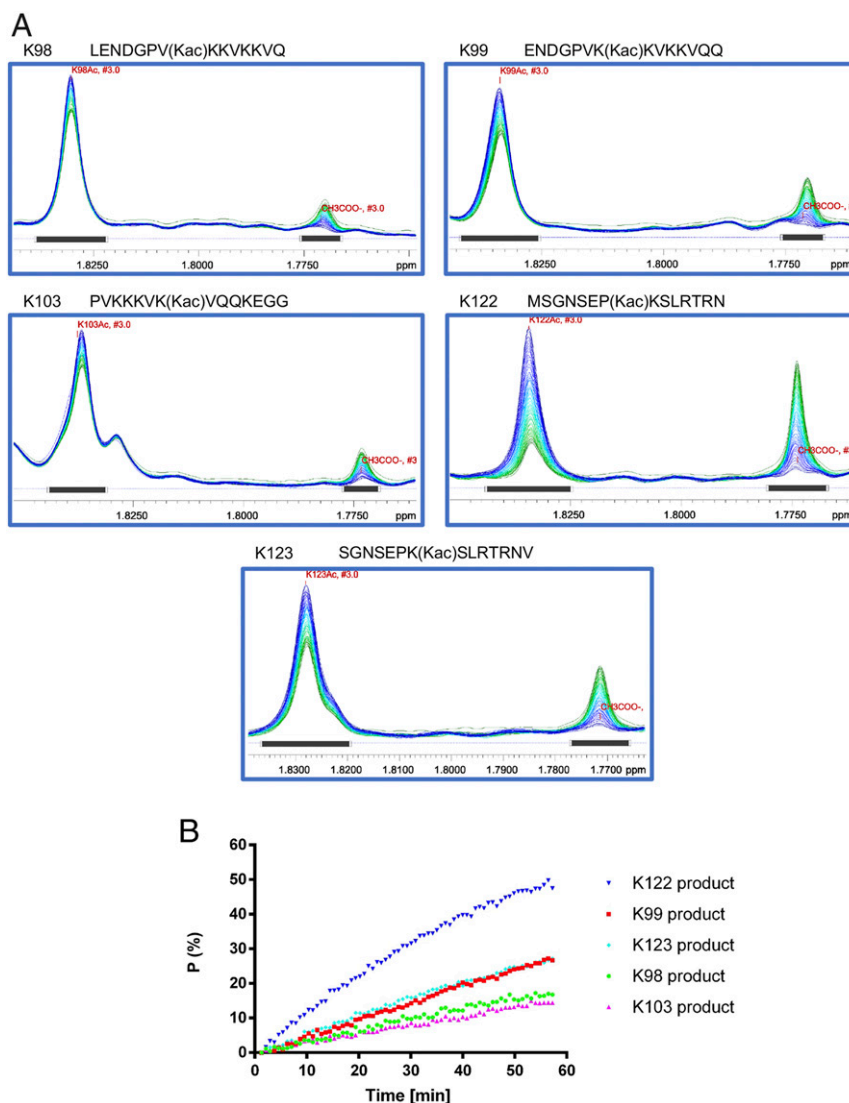 A
K98 LENDGPV(Kac)KKVKKVQ
K99 ENDGPVK(Kac)KVKKVQQ
K98Ac, #3.0
CH3COO-, #3.0
1.8250 1.8000 1.7750 ppm
K99Ac, #3.0
CH3COO-, #
1.8250 1.8000 1.7750 ppm
K103 PVKKKVK(Kac)VQQKEGG
K122 MSGNSEP(Kac)KSLRTRN
K103Ac, #3.0
CH3COO-, #3
1.8250 1.8000 1.7750 ppm
K122Ac, #3.0
CH3COO-, #3
1.8250 1.8000 1.7750 ppm
K123 SGNSEPK(Kac)SLRTRNV
K123Ac, #3.0
CH3COO-,
1.8300 1.8200 1.8100 1.8000 1.7900 1.7800 1.7700 ppm
B
P (%)
60
50
40
30
20
10
0
0 10 20 30 40 50 60
Time [min]
K122 product
K99 product
K123 product
K98 product
K103 product